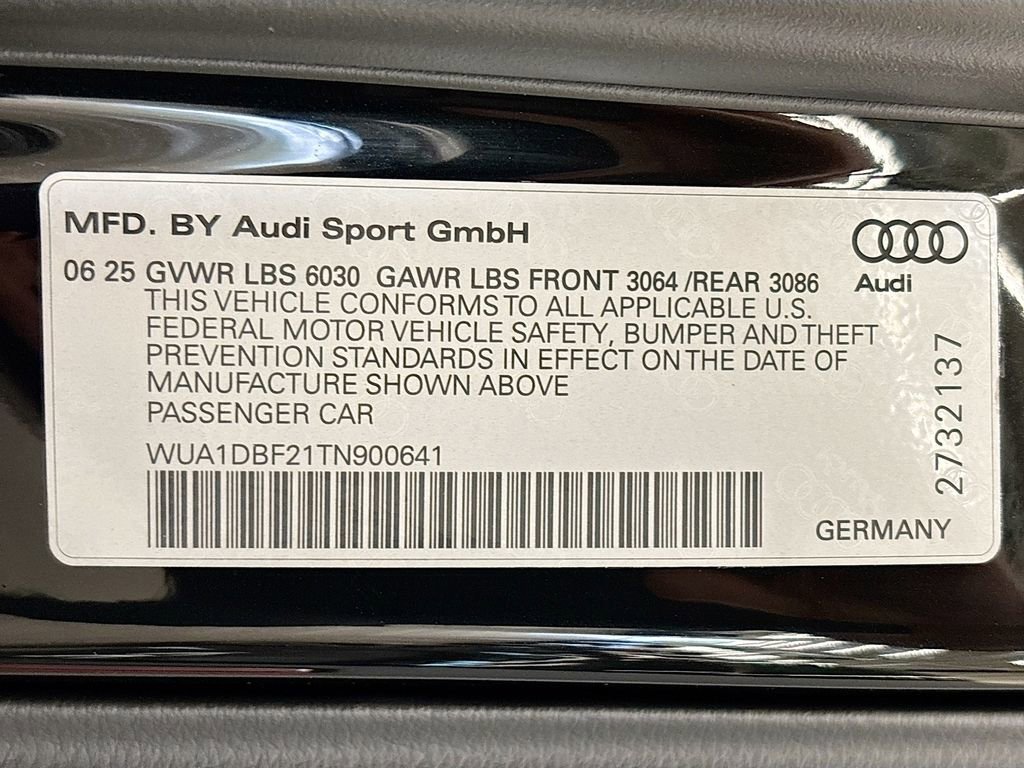 MFD. BY Audi Sport GmbH
Audi
06 25 GVWR LBS 6030 GAWR LBS FRONT 3064 /REAR 3086
THIS VEHICLE CONFORMS TO ALL APPLICABLE U.S.
FEDERAL MOTOR VEHICLE SAFETY, BUMPER AND THEFT
PREVENTION STANDARDS IN EFFECT ON THE DATE OF
MANUFACTURE SHOWN ABOVE
PASSENGER CAR
WUA1DBF21TN900641
2732137
GERMANY